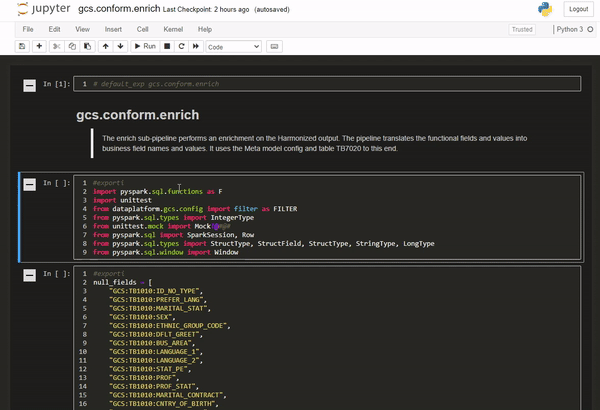 jupyter gcs.conform.enrich Last Checkpoint: 2 hours ago (autosaved)
Logout
File Edit View Insert Cell Kernel Help
Trusted
Python 3
Run
Code
In [1]:
1 # default_exp gcs.conform.enrich
gcs.conform.enrich
The enrich sub-pipeline performs an enrichment on the Harmonized output. The pipeline translates the functional fields and values into
business field names and values. It uses the Meta model config and table TB7020 to this end.
In [ ]:
1 #exporti
2 import pyspark.sql.functions as F
3 import unittest
4 from dataplatform.gcs.config import filter as FILTER
5 from pyspark.sql.types import IntegerType
6 from unittest.mock import Mock
7 from pyspark.sql import SparkSession, Row
8 from pyspark.sql.types import StructType, StructField, StructType, StringType, LongType
9 from pyspark.sql.window import Window
In [ ]:
1 #exporti
2 null_fields = [
3 "GCS:TB1010:ID_NO_TYPE",
4 "GCS:TB1010:PREFER_LANG",
5 "GCS:TB1010:MARITAL_STAT",
6 "GCS:TB1010:SEX",
7 "GCS:TB1010:ETHNIC_GROUP_CODE",
8 "GCS:TB1010:DFLT_GREET",
9 "GCS:TB1010:BUS_AREA",
10 "GCS:TB1010:LANGUAGE_1",
11 "GCS:TB1010:LANGUAGE_2",
12 "GCS:TB1010:STAT_PE",
13 "GCS:TB1010:PROF",
14 "GCS:TB1010:PROF_STAT",
15 "GCS:TB1010:MARITAL_CONTRACT",
16 "GCS:TB1010:CNTRY_OF_BIRTH",